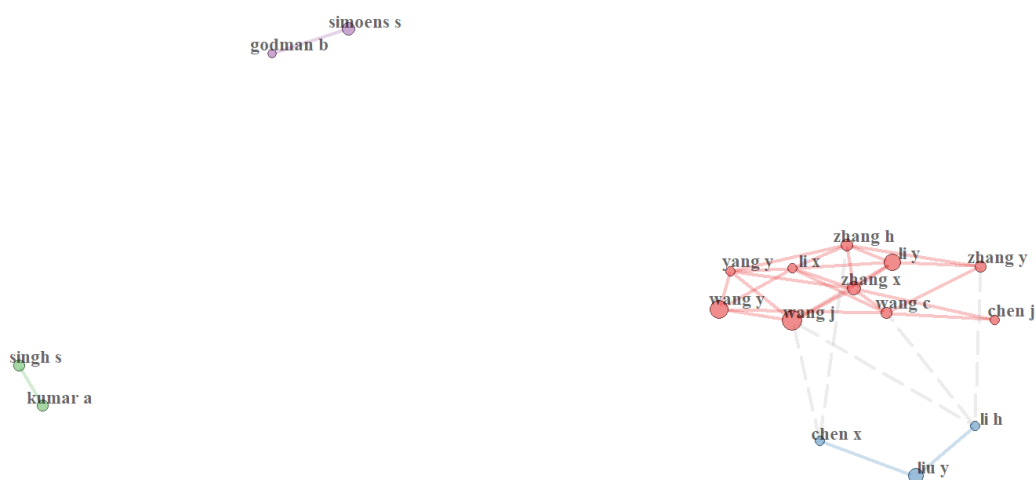 simoens s
godman b
zhang h
li y
yang y
li x
zhang y
zhang x
wang y
wang j
wang c
chen j
singh s
kumar a
li h
chen x
liu y